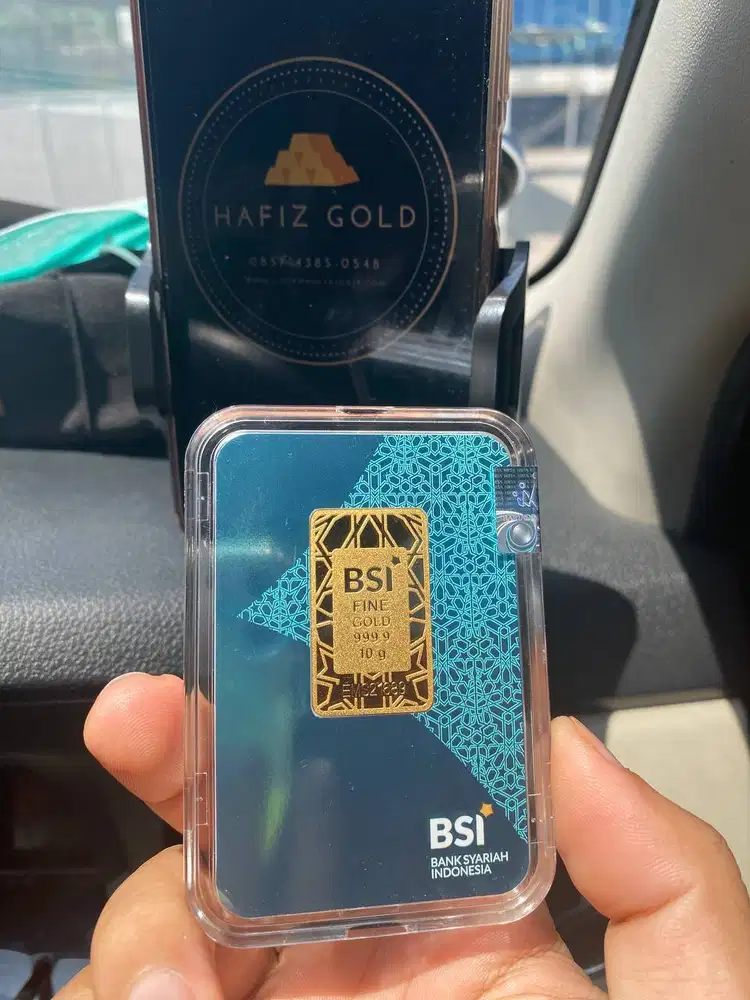 HAFIZ GOLD
BSI
FINE
GOLD
999.9
10 g
BSI
BANK SYARIAH
INDONESIA